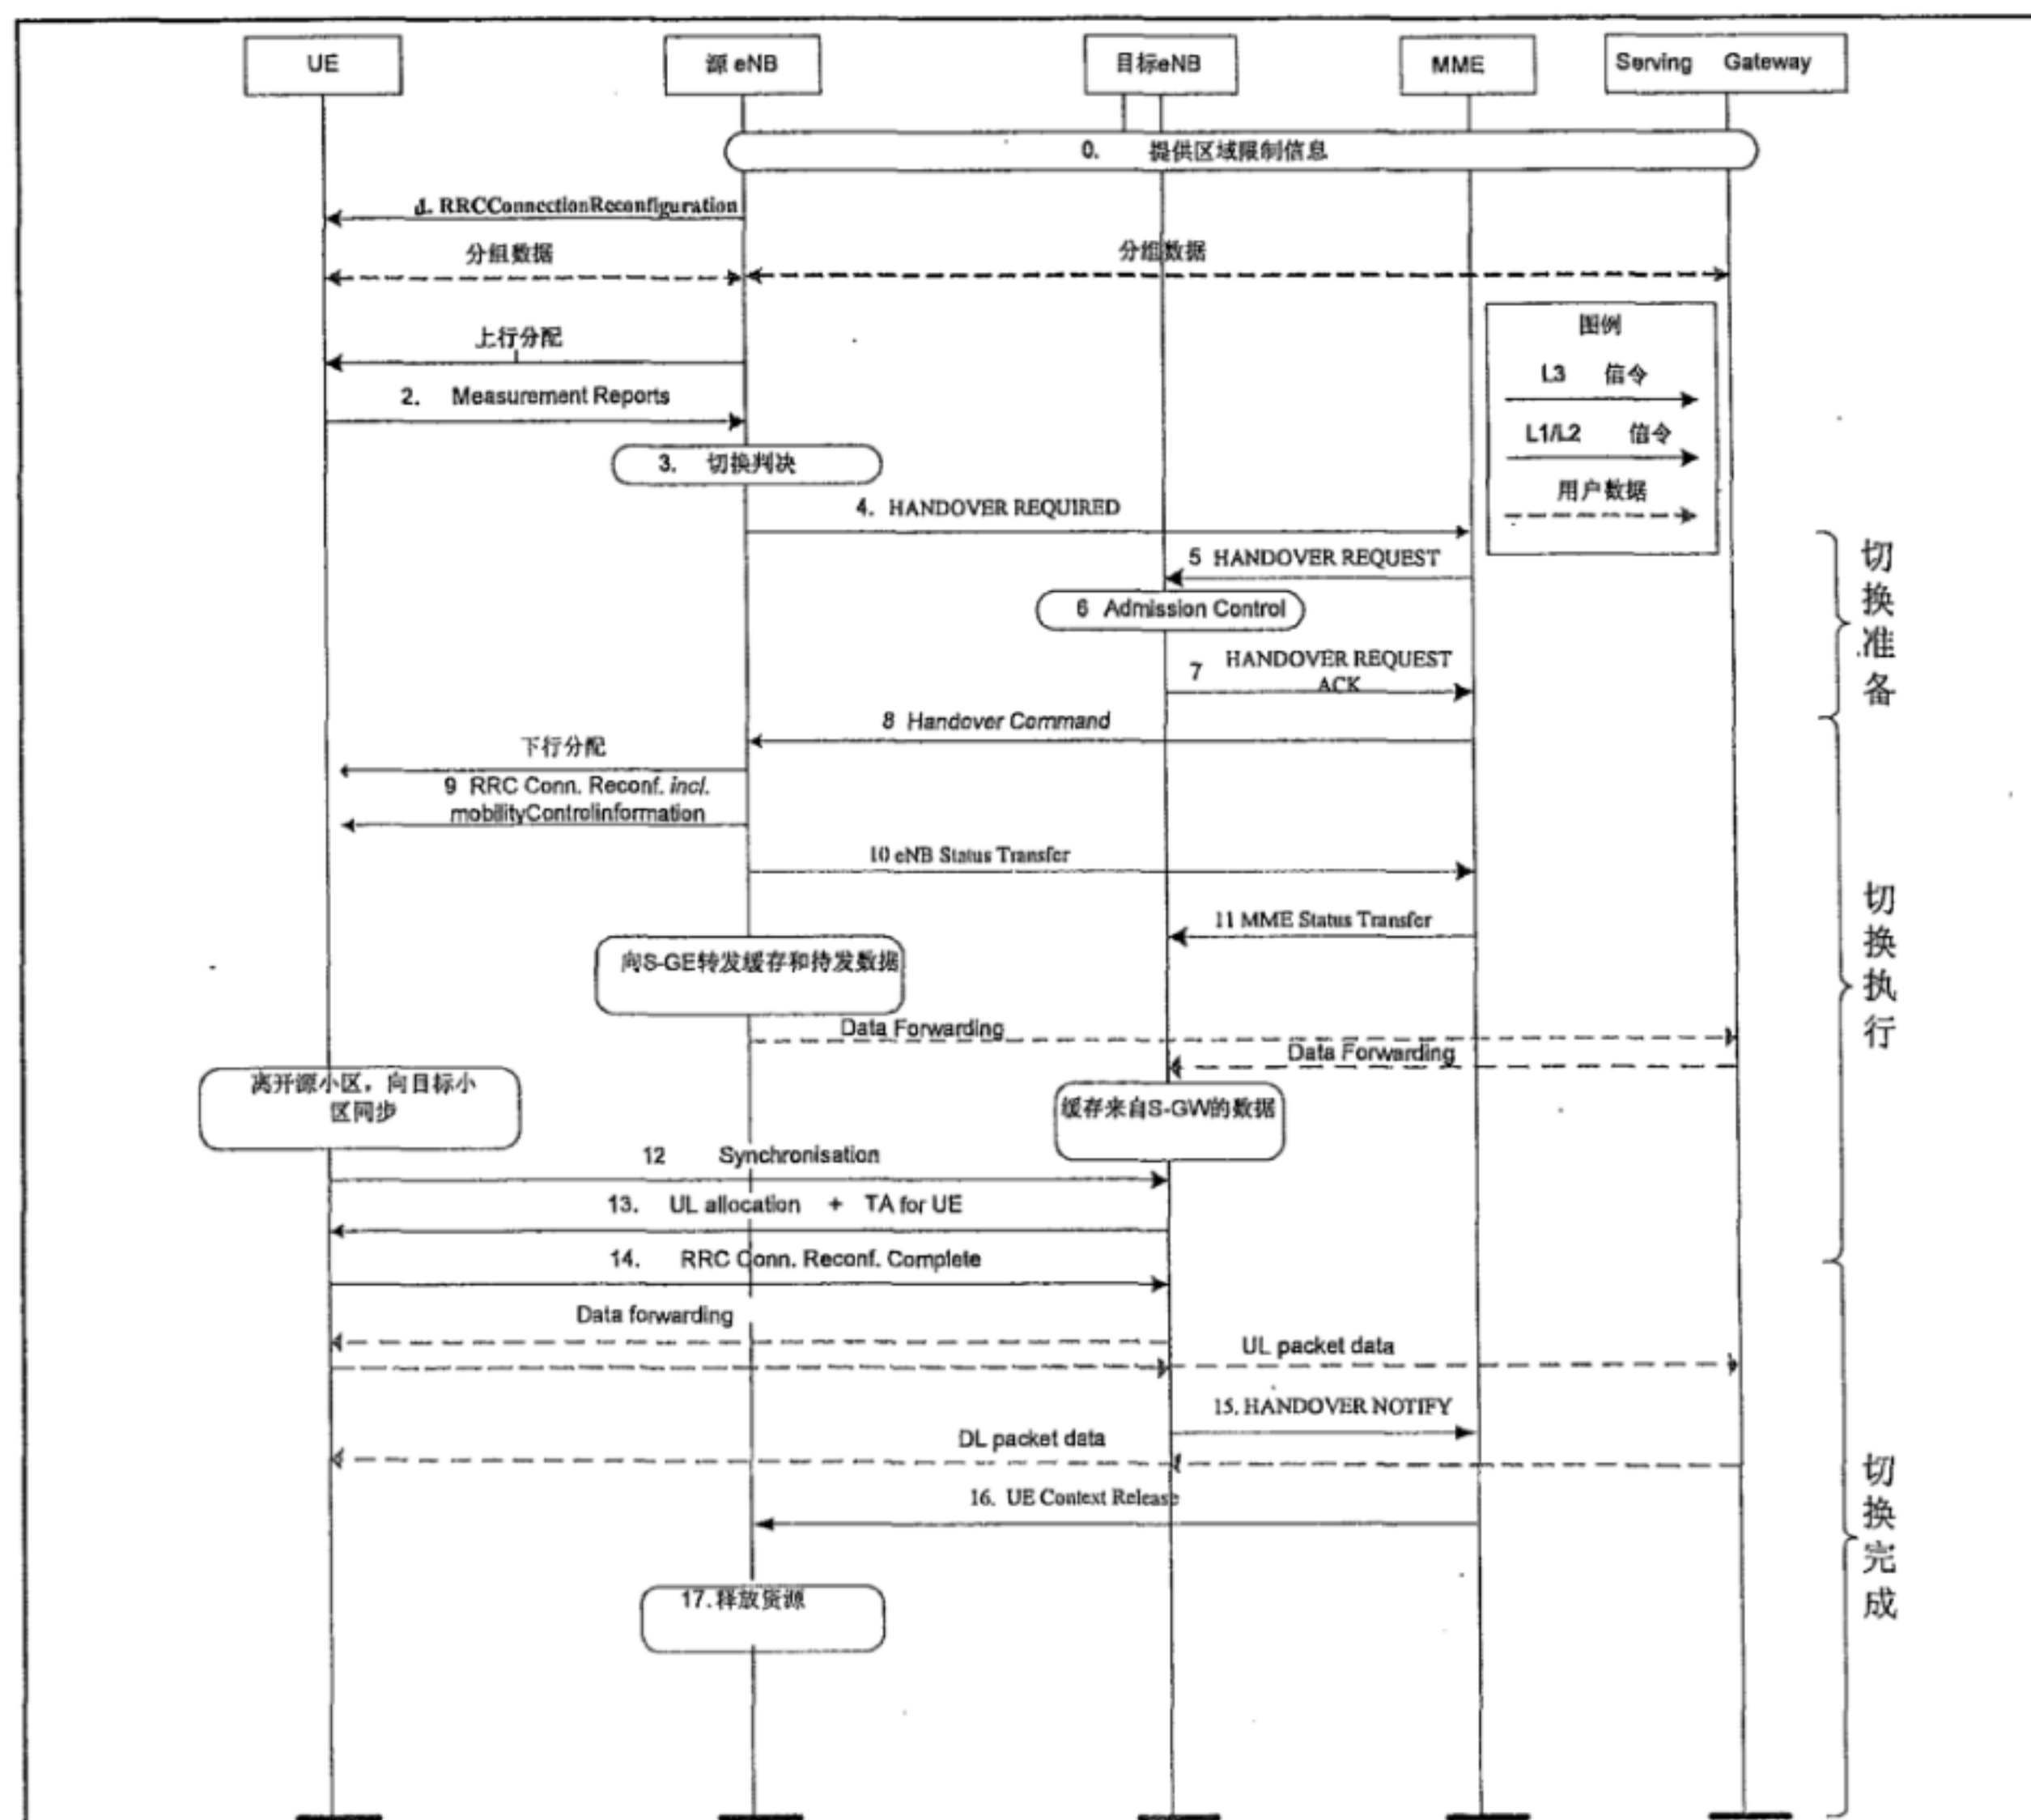 UE
源 eNB
目标eNB
MME
Serving Gateway
0. 提供区域限制信息
d. RRCConnectionReconfiguration
分组数据
分组数据
上行分配
2. Measurement Reports
图例
L3 信令
L1/L2 信令
用户数据
3. 切换判决
4. HANDOVER REQUIRED
5 HANDOVER REQUEST
6 Admission Control
7 HANDOVER REQUEST
ACK
切换准备
8 Handover Command
下行分配
9 RRC Conn. Reconf. incl.
mobilityControlinformation
10 eNB Status Transfer
11 MME Status Transfer
向S-GE转发缓存和待发数据
Data Forwarding
Data Forwarding
切换执行
离开源小区，向目标小
区同步
缓存来自S-GW的数据
12 Synchronisation
13. UL allocation + TA for UE
14. RRC Conn. Reconf. Complete
Data forwarding
UL packet data
15. HANDOVER NOTIFY
DL packet data
16. UE Context Release
17. 释放资源
切换完成